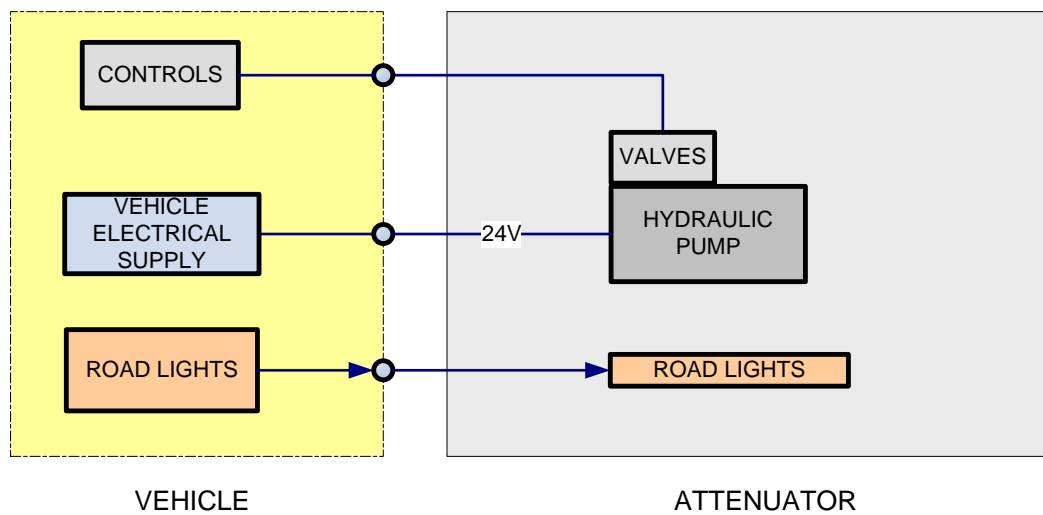 CONTROLS
VALVES
VEHICLE
ELECTRICAL
SUPPLY
24V
HYDRAULIC
PUMP
ROAD LIGHTS
ROAD LIGHTS
VEHICLE
ATTENUATOR